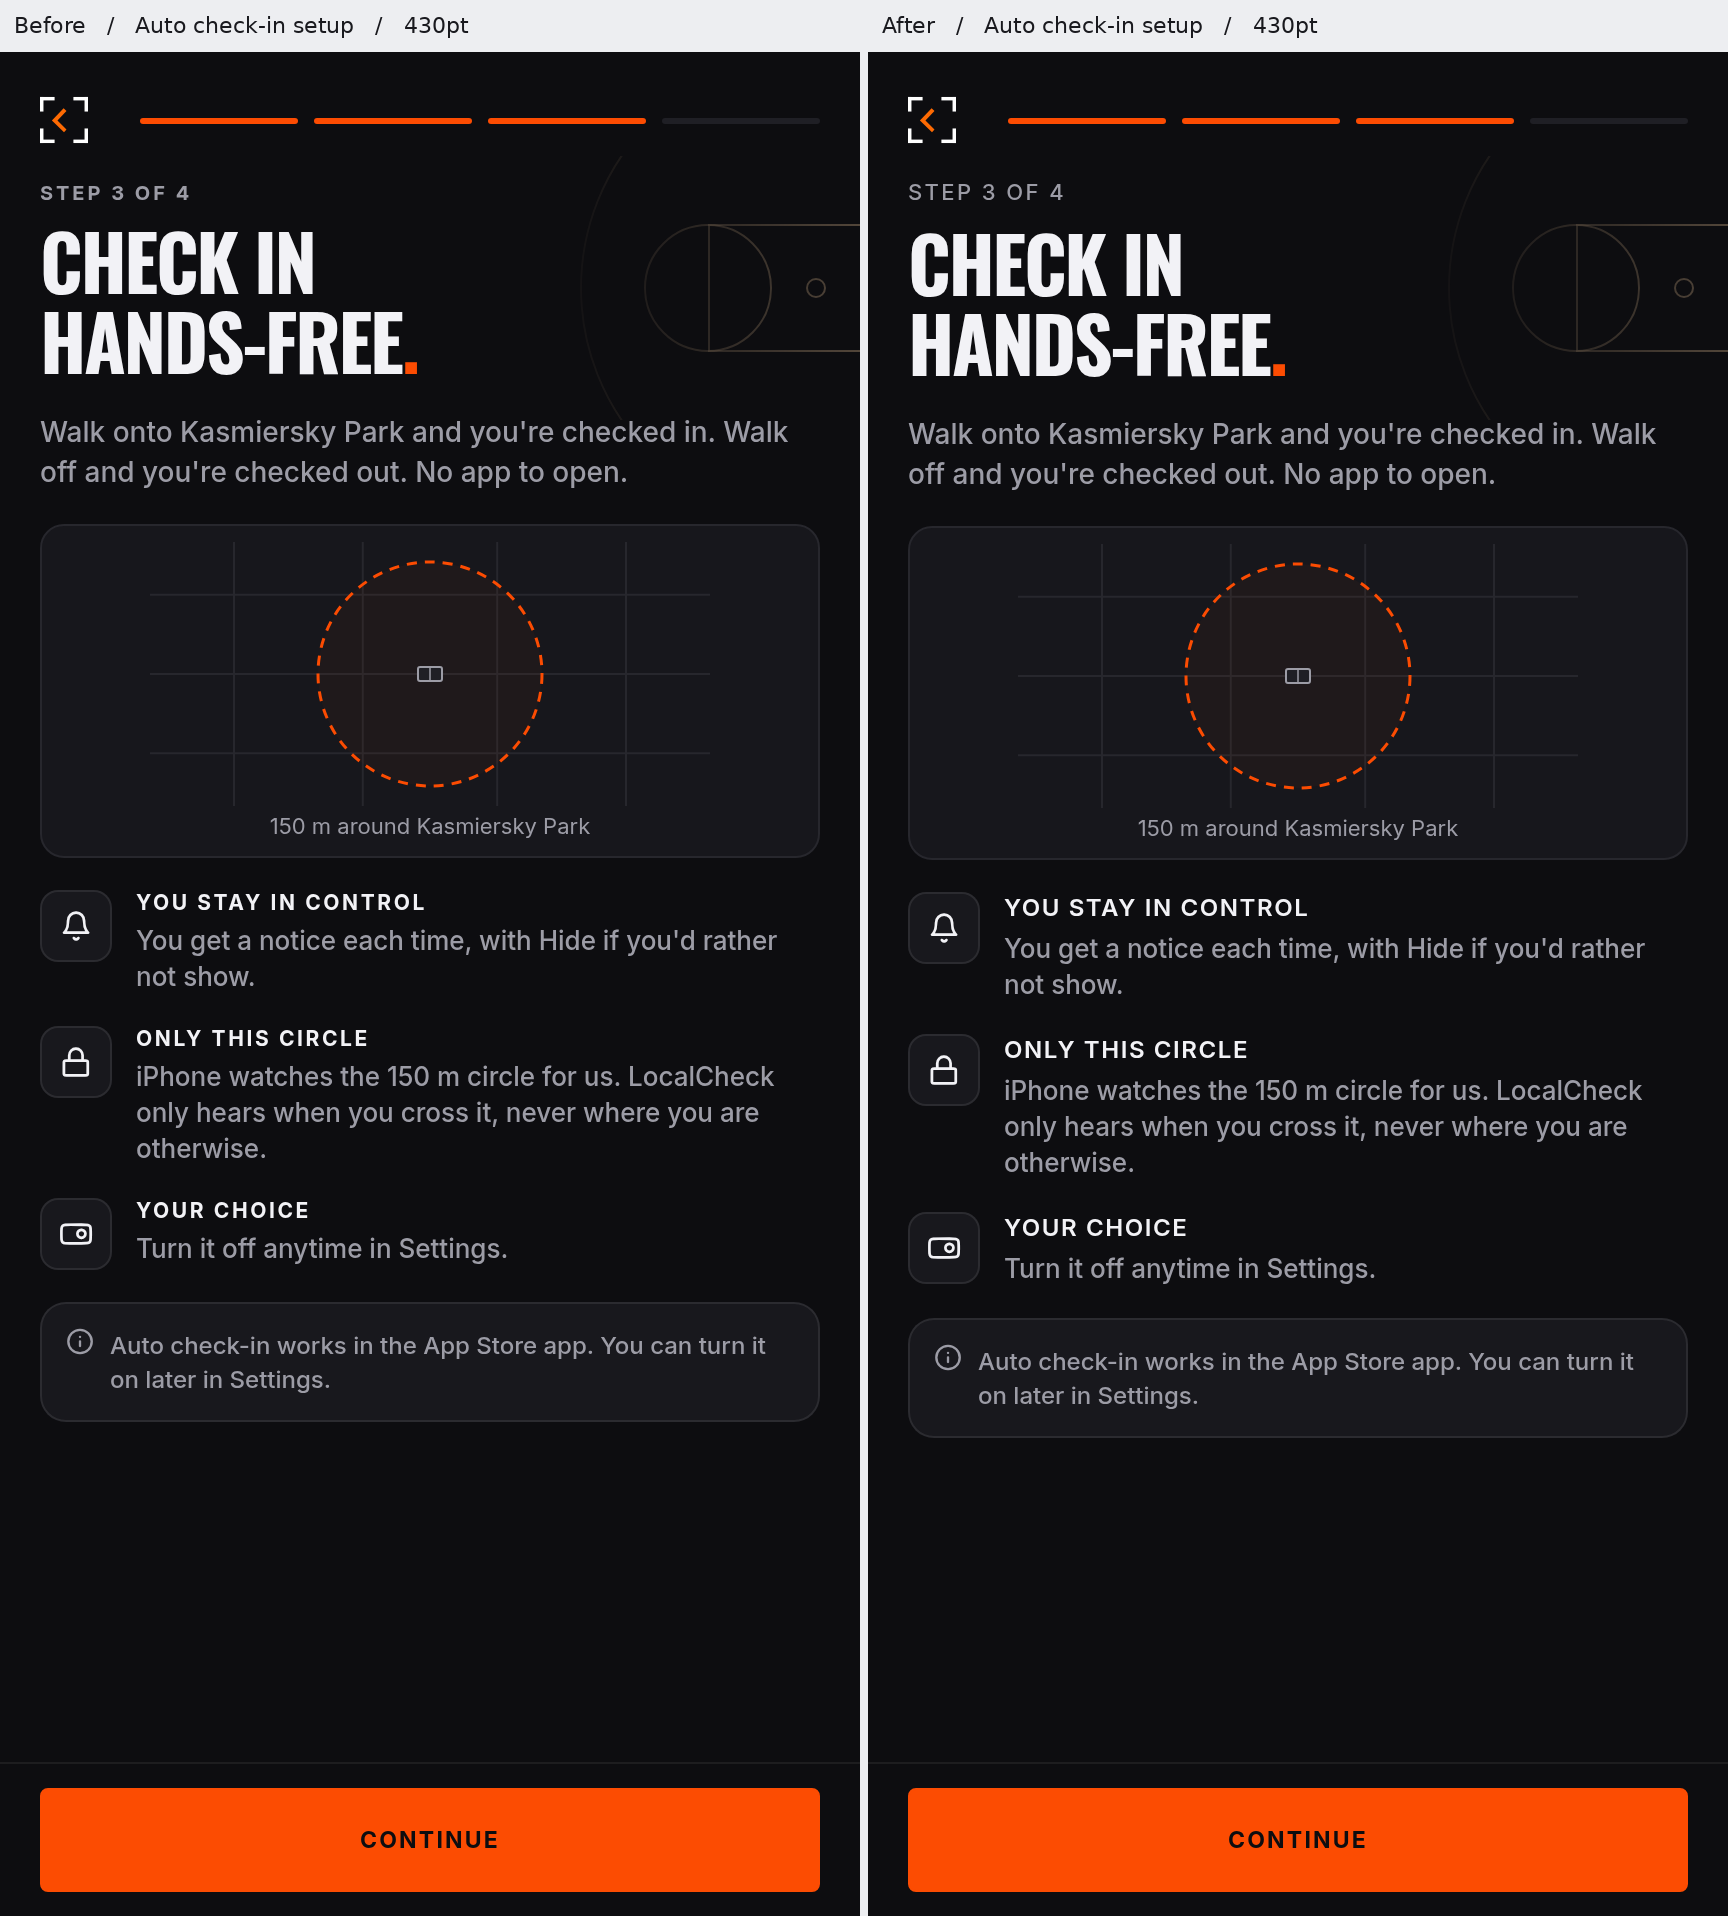 Before / Auto check-in setup / 430pt
STEP 3 OF 4
CHECK IN
HANDS-FREE.
Walk onto Kasmiersky Park and you're checked in. Walk
off and you're checked out. No app to open.
150 m around Kasmiersky Park
YOU STAY IN CONTROL
You get a notice each time, with Hide if you'd rather
not show.
ONLY THIS CIRCLE
iPhone watches the 150 m circle for us. LocalCheck
only hears when you cross it, never where you are
otherwise.
YOUR CHOICE
Turn it off anytime in Settings.
Auto check-in works in the App Store app. You can turn it
on later in Settings.
CONTINUE
After / Auto check-in setup / 430pt
STEP 3 OF 4
CHECK IN
HANDS-FREE.
Walk onto Kasmiersky Park and you're checked in. Walk
off and you're checked out. No app to open.
150 m around Kasmiersky Park
YOU STAY IN CONTROL
You get a notice each time, with Hide if you'd rather
not show.
ONLY THIS CIRCLE
iPhone watches the 150 m circle for us. LocalCheck
only hears when you cross it, never where you are
otherwise.
YOUR CHOICE
Turn it off anytime in Settings.
Auto check-in works in the App Store app. You can turn it
on later in Settings.
CONTINUE